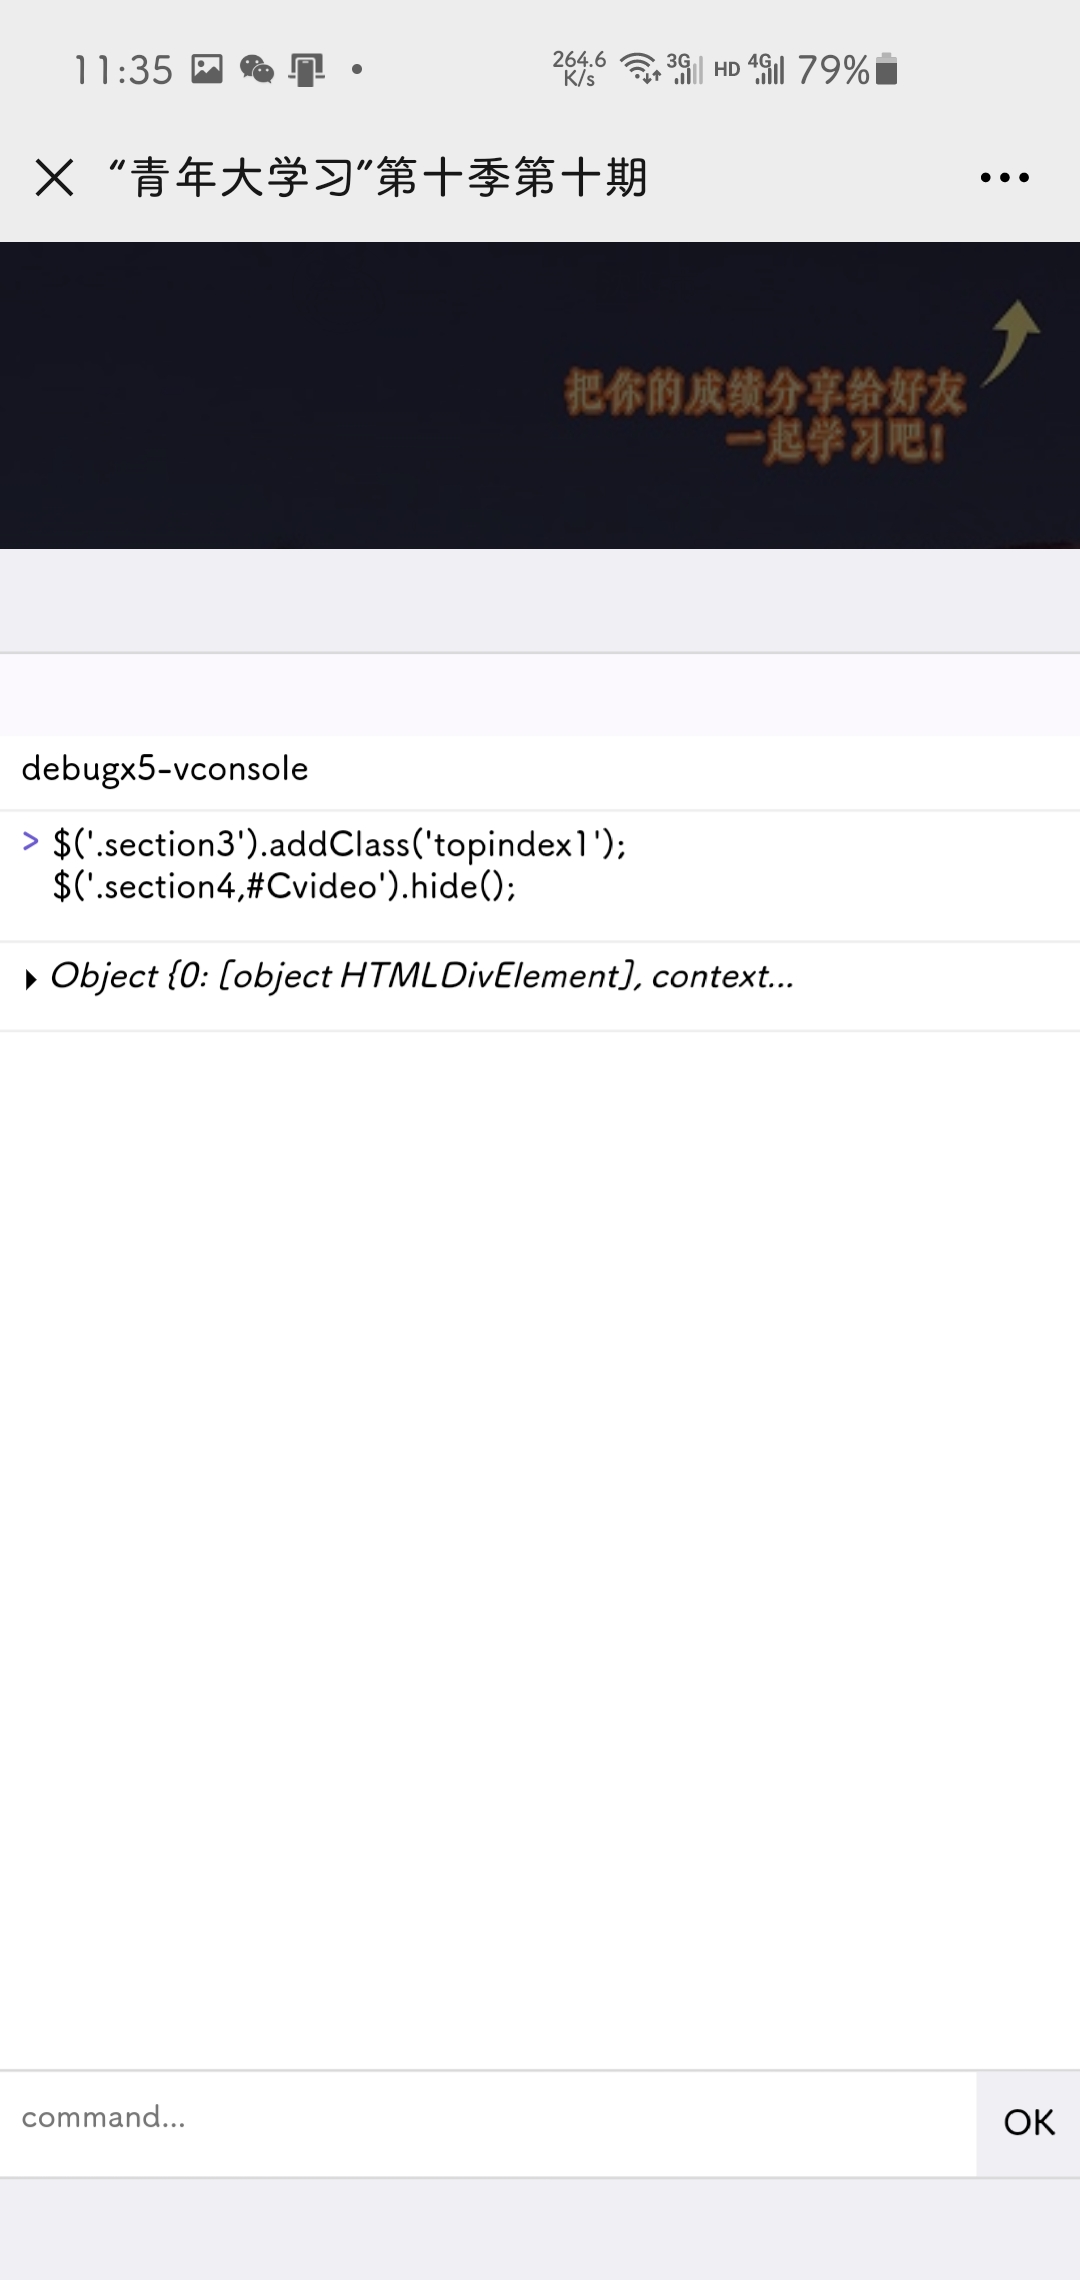 11:35
264.6
K/s
3G
HD
4G
79%
“青年大学习”第十季第十期
把你的成绩分享给好友
一起学习吧!
debugx5-vconsole
> $('.section3').addClass('topindex1');
$('.section4,#Cvideo').hide();
Object {0: [object HTMLDivElement], context...
command...
OK